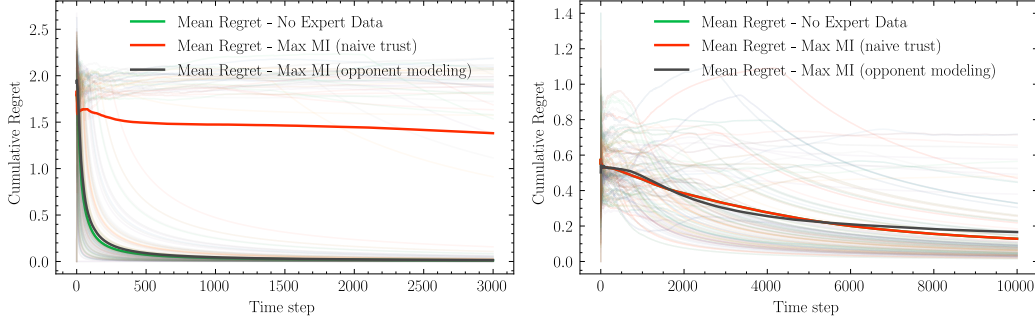 Mean Regret - No Expert Data
Mean Regret - Max MI (naive trust)
Mean Regret - Max MI (opponent modeling)
2.5
2.0
1.5
1.0
0.5
0.0
Cumulative Regret
0
500
1000
1500
2000
2500
3000
Time step
Mean Regret - No Expert Data
Mean Regret - Max MI (naive trust)
Mean Regret - Max MI (opponent modeling)
1.4
1.2
1.0
0.8
0.6
0.4
0.2
0.0
Cumulative Regret
0
2000
4000
6000
8000
10000
Time step